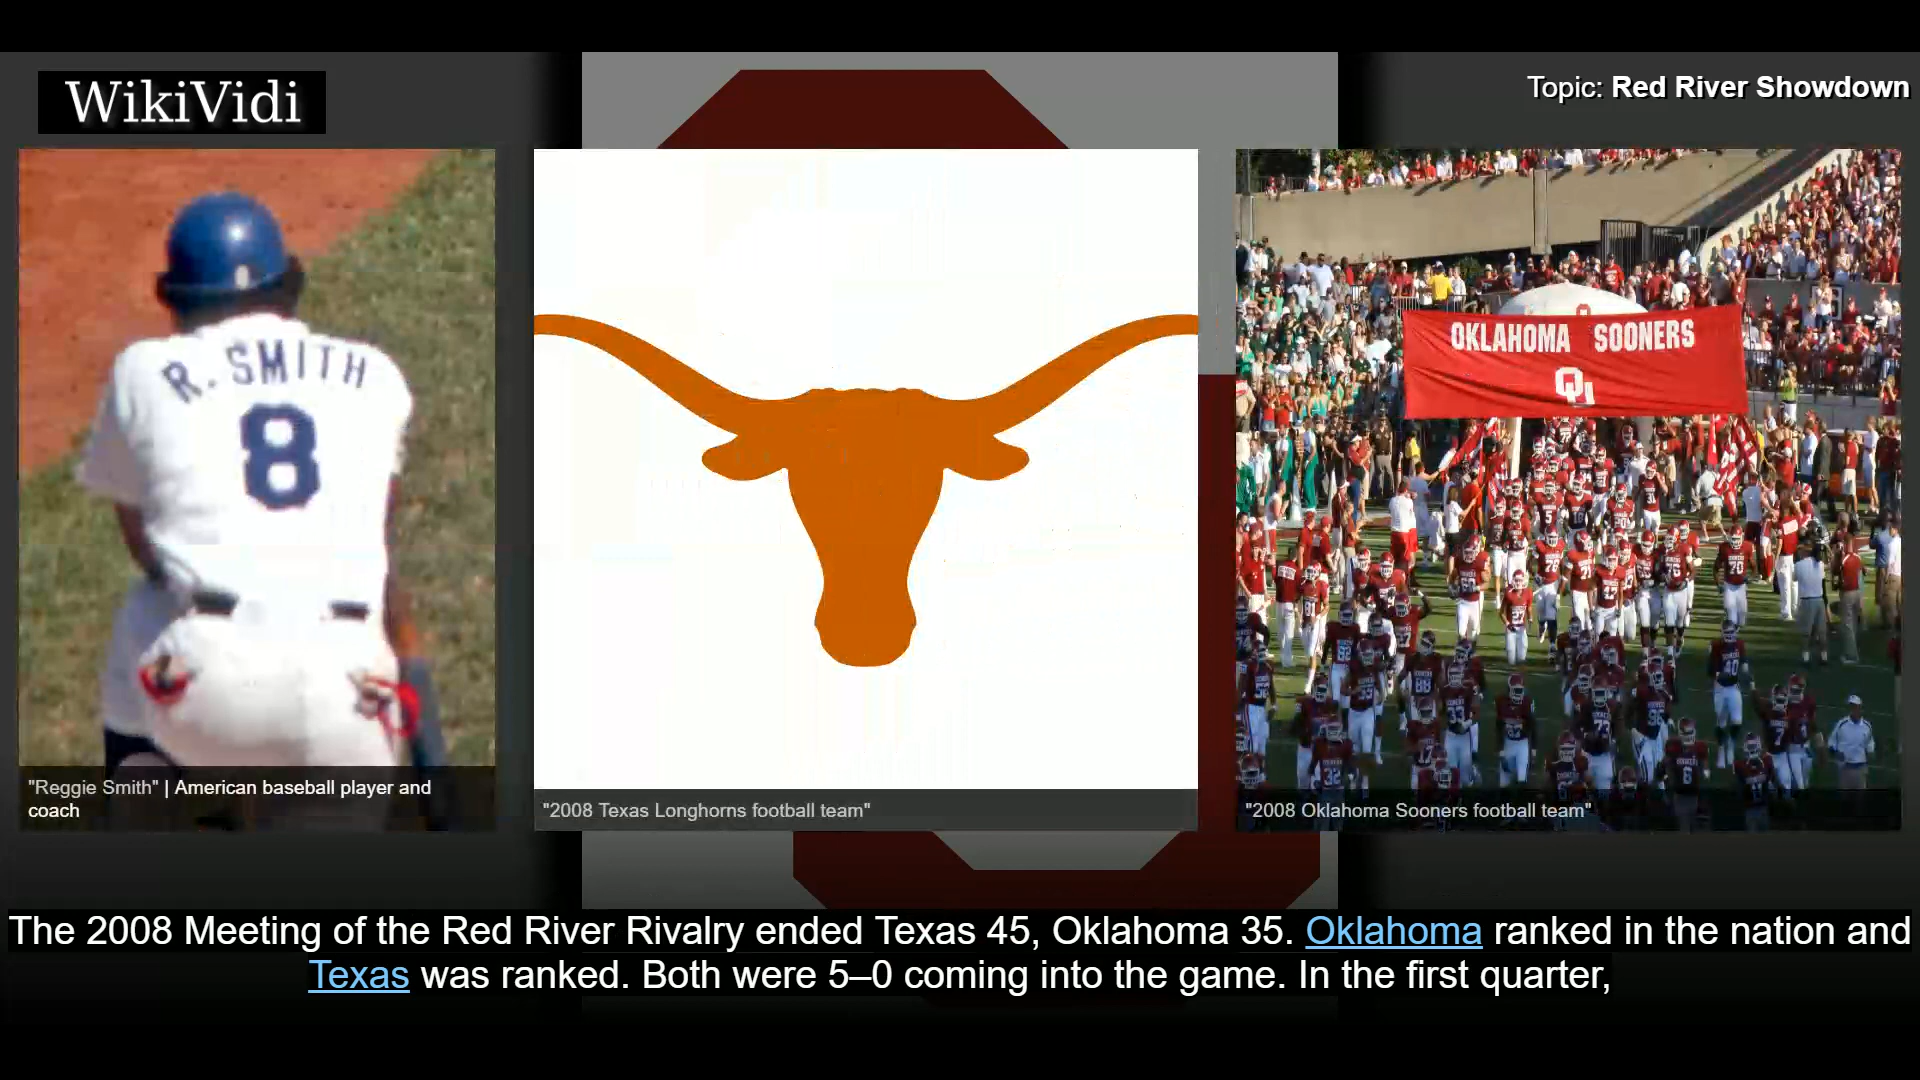 WikiVidi
Topic: Red River Showdown
R. SMITH
8
OKLAHOMA SOONERS
OU
"Reggie Smith" | American baseball player and
coach
"2008 Texas Longhorns football team"
"2008 Oklahoma Sooners football team"
The 2008 Meeting of the Red River Rivalry ended Texas 45, Oklahoma 35. Oklahoma ranked in the nation and
Texas was ranked. Both were 5–0 coming into the game. In the first quarter,